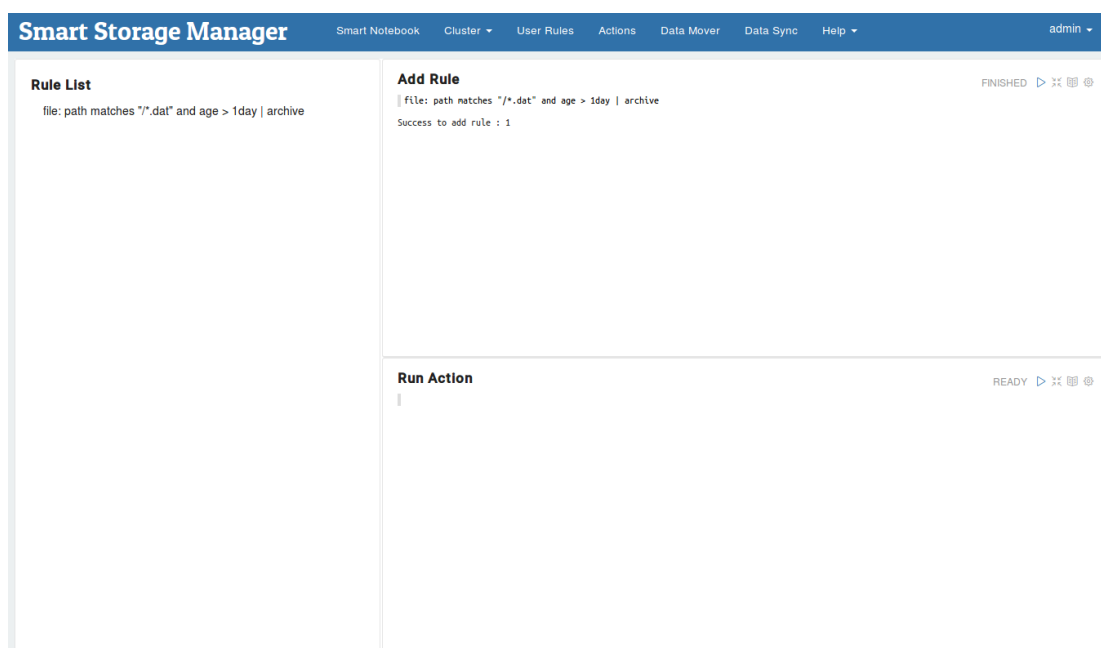 Smart Storage Manager
Smart Notebook Cluster User Rules Actions Data Mover Data Sync Help admin
Rule List
file: path matches "/*.dat" and age > 1day | archive
Add Rule
FINISHED
file: path matches "/*.dat" and age > 1day | archive
Success to add rule : 1
Run Action
READY